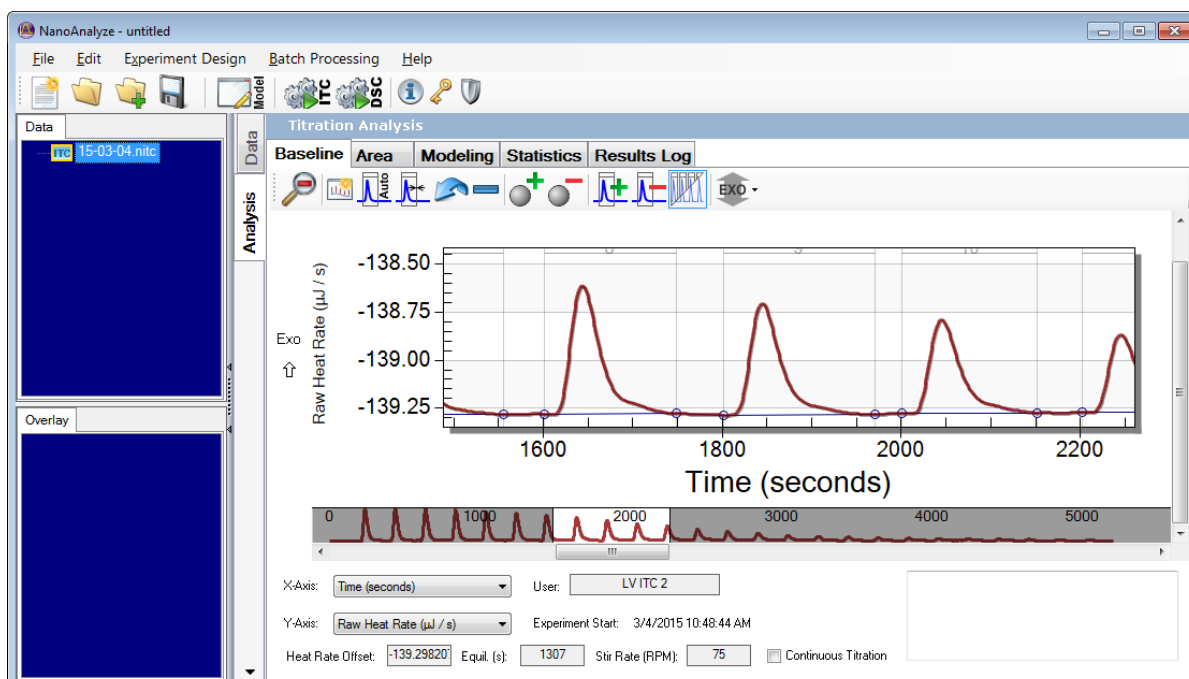 NanoAnalyze - untitled
File Edit Experiment Design Batch Processing Help
Model ITC DSC
Data
15-03-04.nitc
Overlay
Data
Analysis
Titration Analysis
Baseline Area Modeling Statistics Results Log
Auto EXO
Exo
Raw Heat Rate (µJ / s)
-138.50
-138.75
-139.00
-139.25
9 10
1600 1800 2000 2200
Time (seconds)
0 1000 2000 3000 4000 5000
X-Axis: Time (seconds) User: LV ITC 2
Y-Axis: Raw Heat Rate (µJ / s) Experiment Start: 3/4/2015 10:48:44 AM
Heat Rate Offset: -139.29820 Equil. (s): 1307 Stir Rate (RPM): 75 Continuous Titration